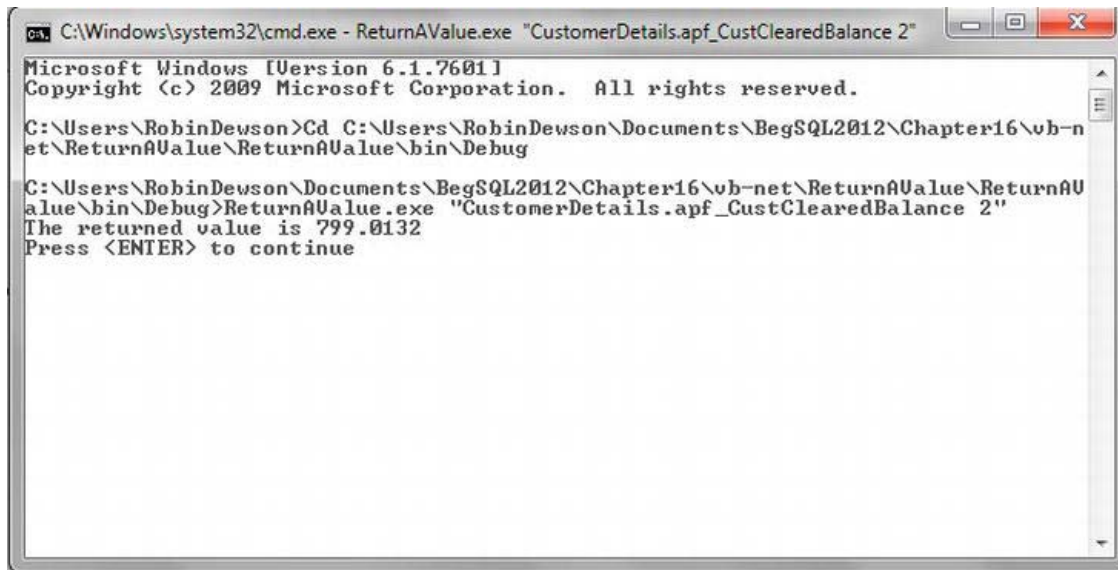 C:\Windows\system32\cmd.exe - ReturnAValue.exe "CustomerDetails.apf_CustClearedBalance 2"
Microsoft Windows [Version 6.1.7601]
Copyright (c) 2009 Microsoft Corporation.  All rights reserved.
C:\Users\RobinDewson>Cd C:\Users\RobinDewson\Documents\BegSQL2012\Chapter16\vb-n
et\ReturnAValue\ReturnAValue\bin\Debug
C:\Users\RobinDewson\Documents\BegSQL2012\Chapter16\vb-net\ReturnAValue\ReturnAV
alue\bin\Debug>ReturnAValue.exe "CustomerDetails.apf_CustClearedBalance 2"
The returned value is 799.0132
Press <ENTER> to continue